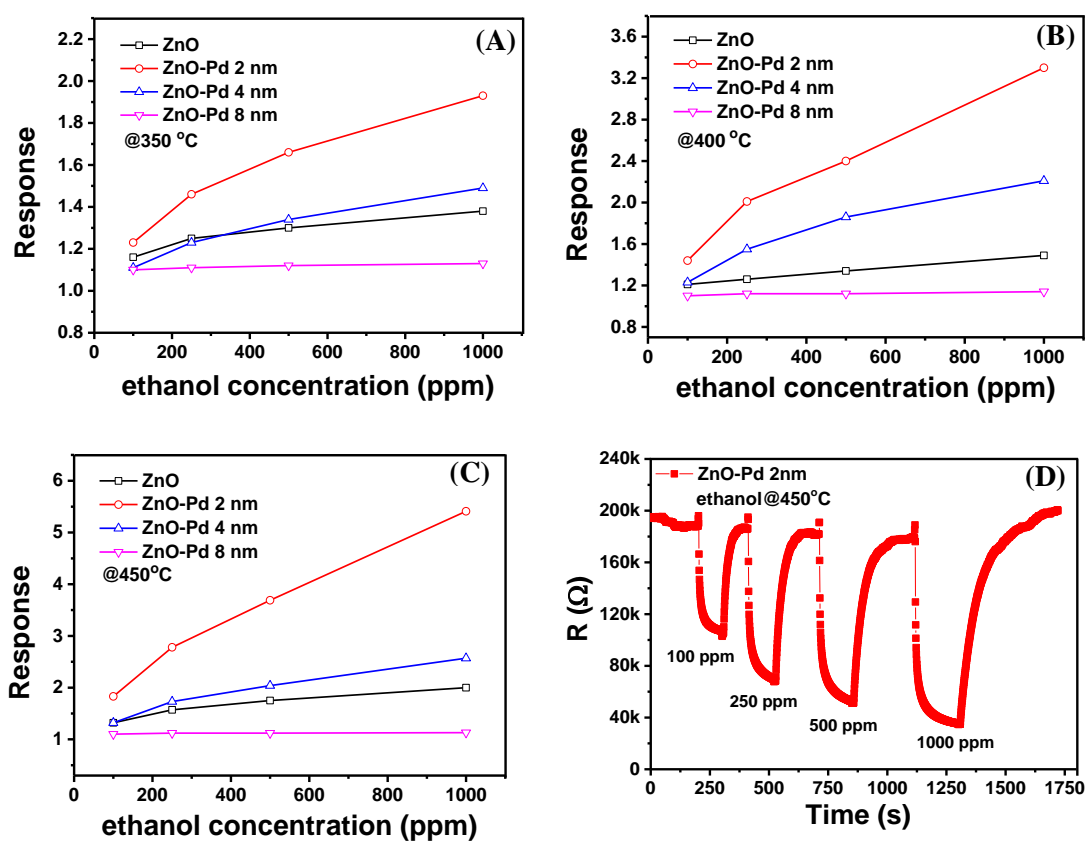 (A)
ZnO
ZnO-Pd 2 nm
ZnO-Pd 4 nm
ZnO-Pd 8 nm
@350 °C
2.2
2.0
1.8
1.6
1.4
1.2
1.0
0.8
Response
0 200 400 600 800 1000
ethanol concentration (ppm)
(B)
ZnO
ZnO-Pd 2 nm
ZnO-Pd 4 nm
ZnO-Pd 8 nm
@400 °C
3.6
3.2
2.8
2.4
2.0
1.6
1.2
0.8
Response
0 200 400 600 800 1000
ethanol concentration (ppm)
(C)
ZnO
ZnO-Pd 2 nm
ZnO-Pd 4 nm
ZnO-Pd 8 nm
@450°C
6
5
4
3
2
1
Response
0 200 400 600 800 1000
ethanol concentration (ppm)
(D)
ZnO-Pd 2nm
ethanol@450°C
240k
200k
160k
120k
80k
40k
0
R (Ω)
100 ppm
250 ppm
500 ppm
1000 ppm
0 250 500 750 1000 1250 1500 1750
Time (s)